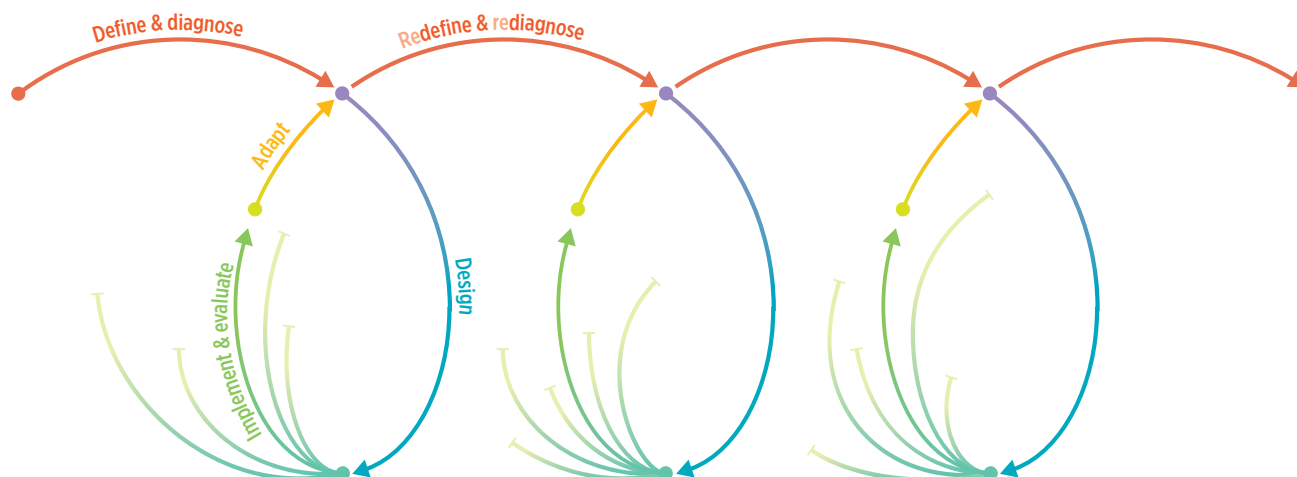 Define & diagnose
Redefine & rediagnose
Adapt
Design
Implement & evaluate